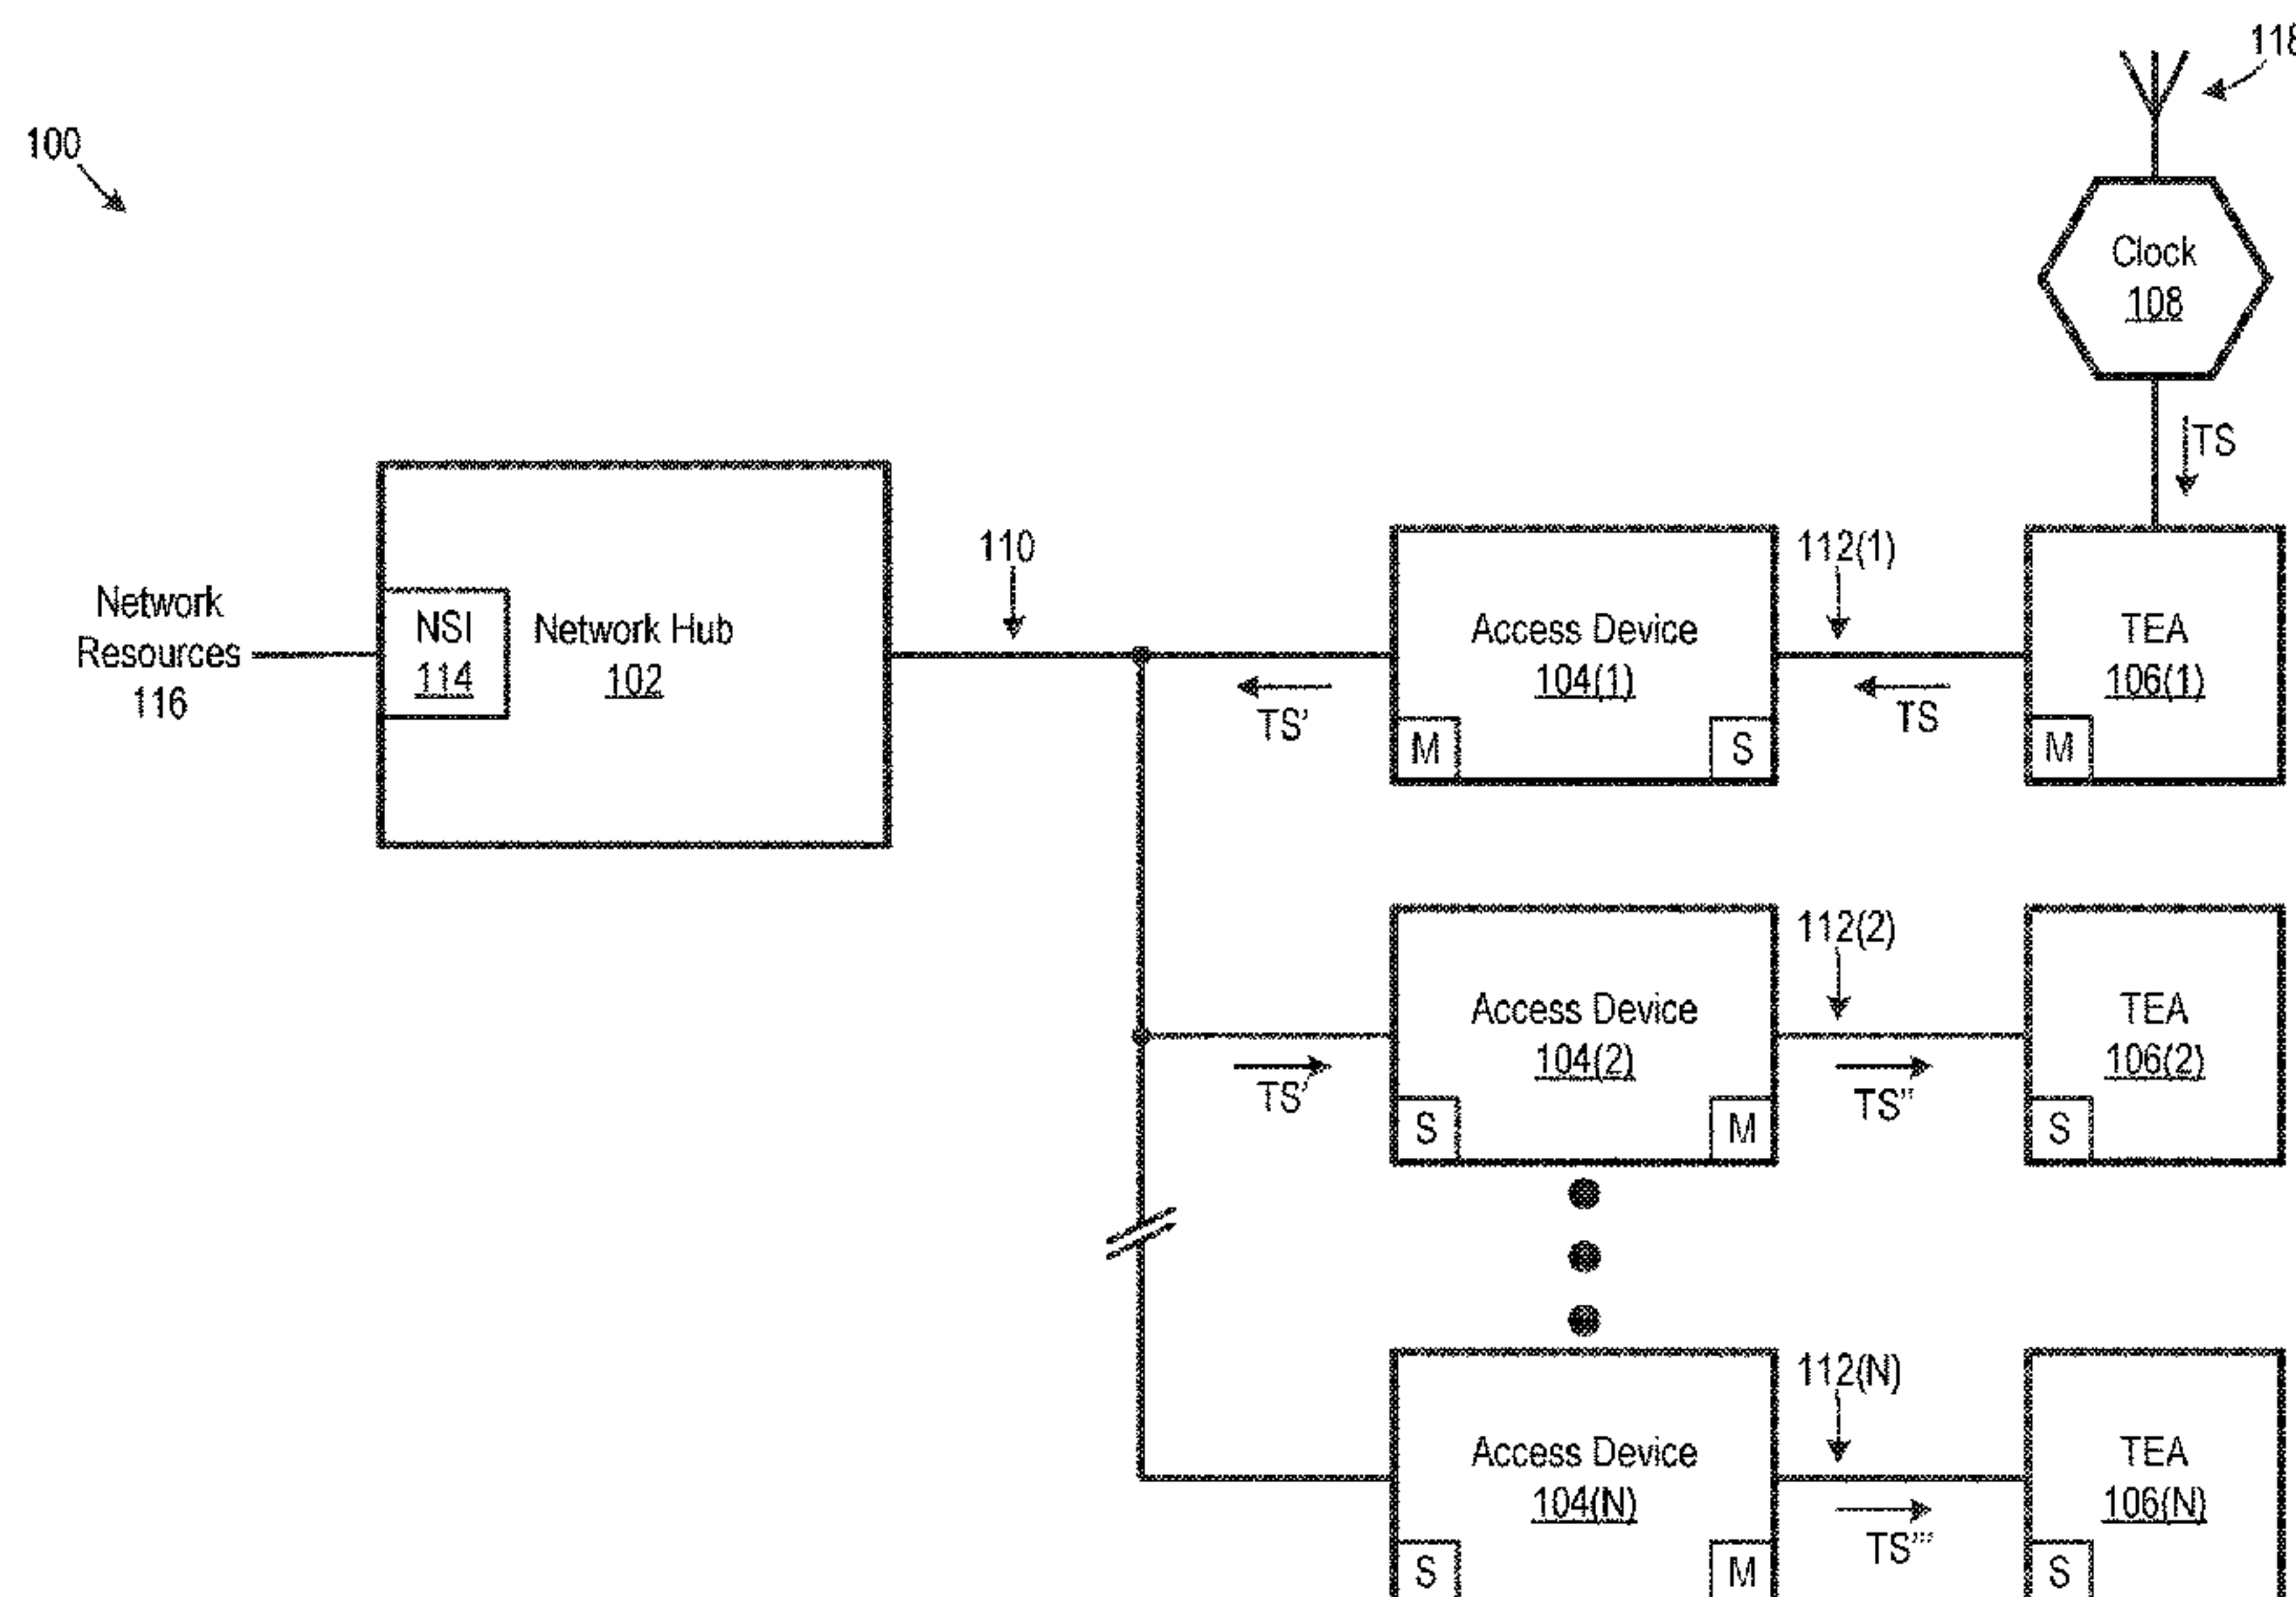 118
100
Clock
108
TS
Network
Resources
116
NSI
114
Network Hub
102
110
TS'
Access Device
104(1)
M
S
112(1)
TS
TEA
106(1)
M
TS'
Access Device
104(2)
S
M
112(2)
TS"
TEA
106(2)
S
Access Device
104(N)
S
M
112(N)
TS'''
TEA
106(N)
S